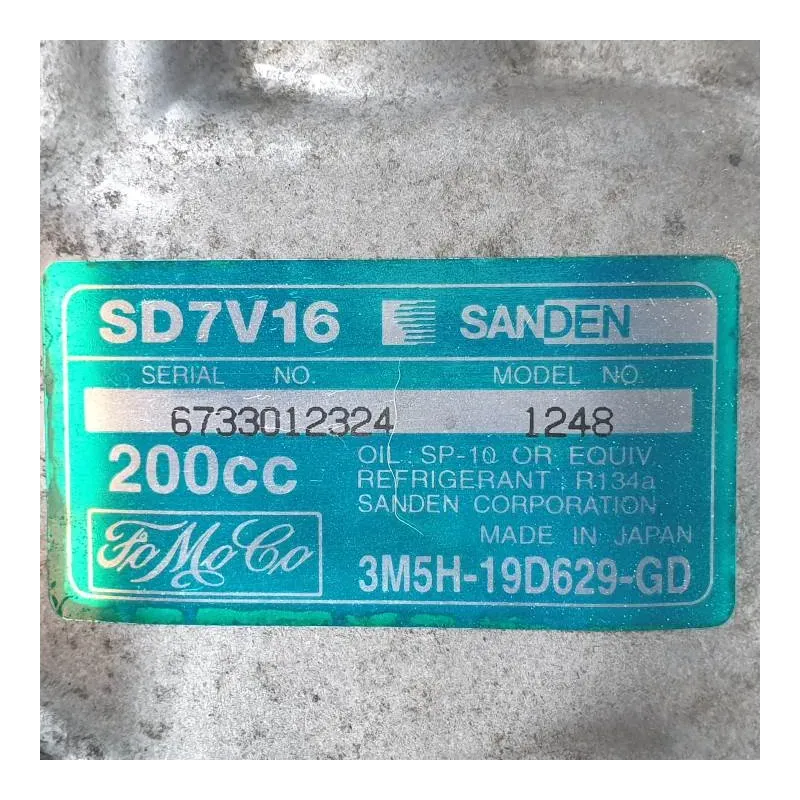 SD7V16 SANDEN
SERIAL NO. MODEL NO.
6733012324 1248
200cc
OIL : SP-10 OR EQUIV.
REFRIGERANT : R134a
SANDEN CORPORATION
MADE IN JAPAN
FoMoCo
3M5H-19D629-GD